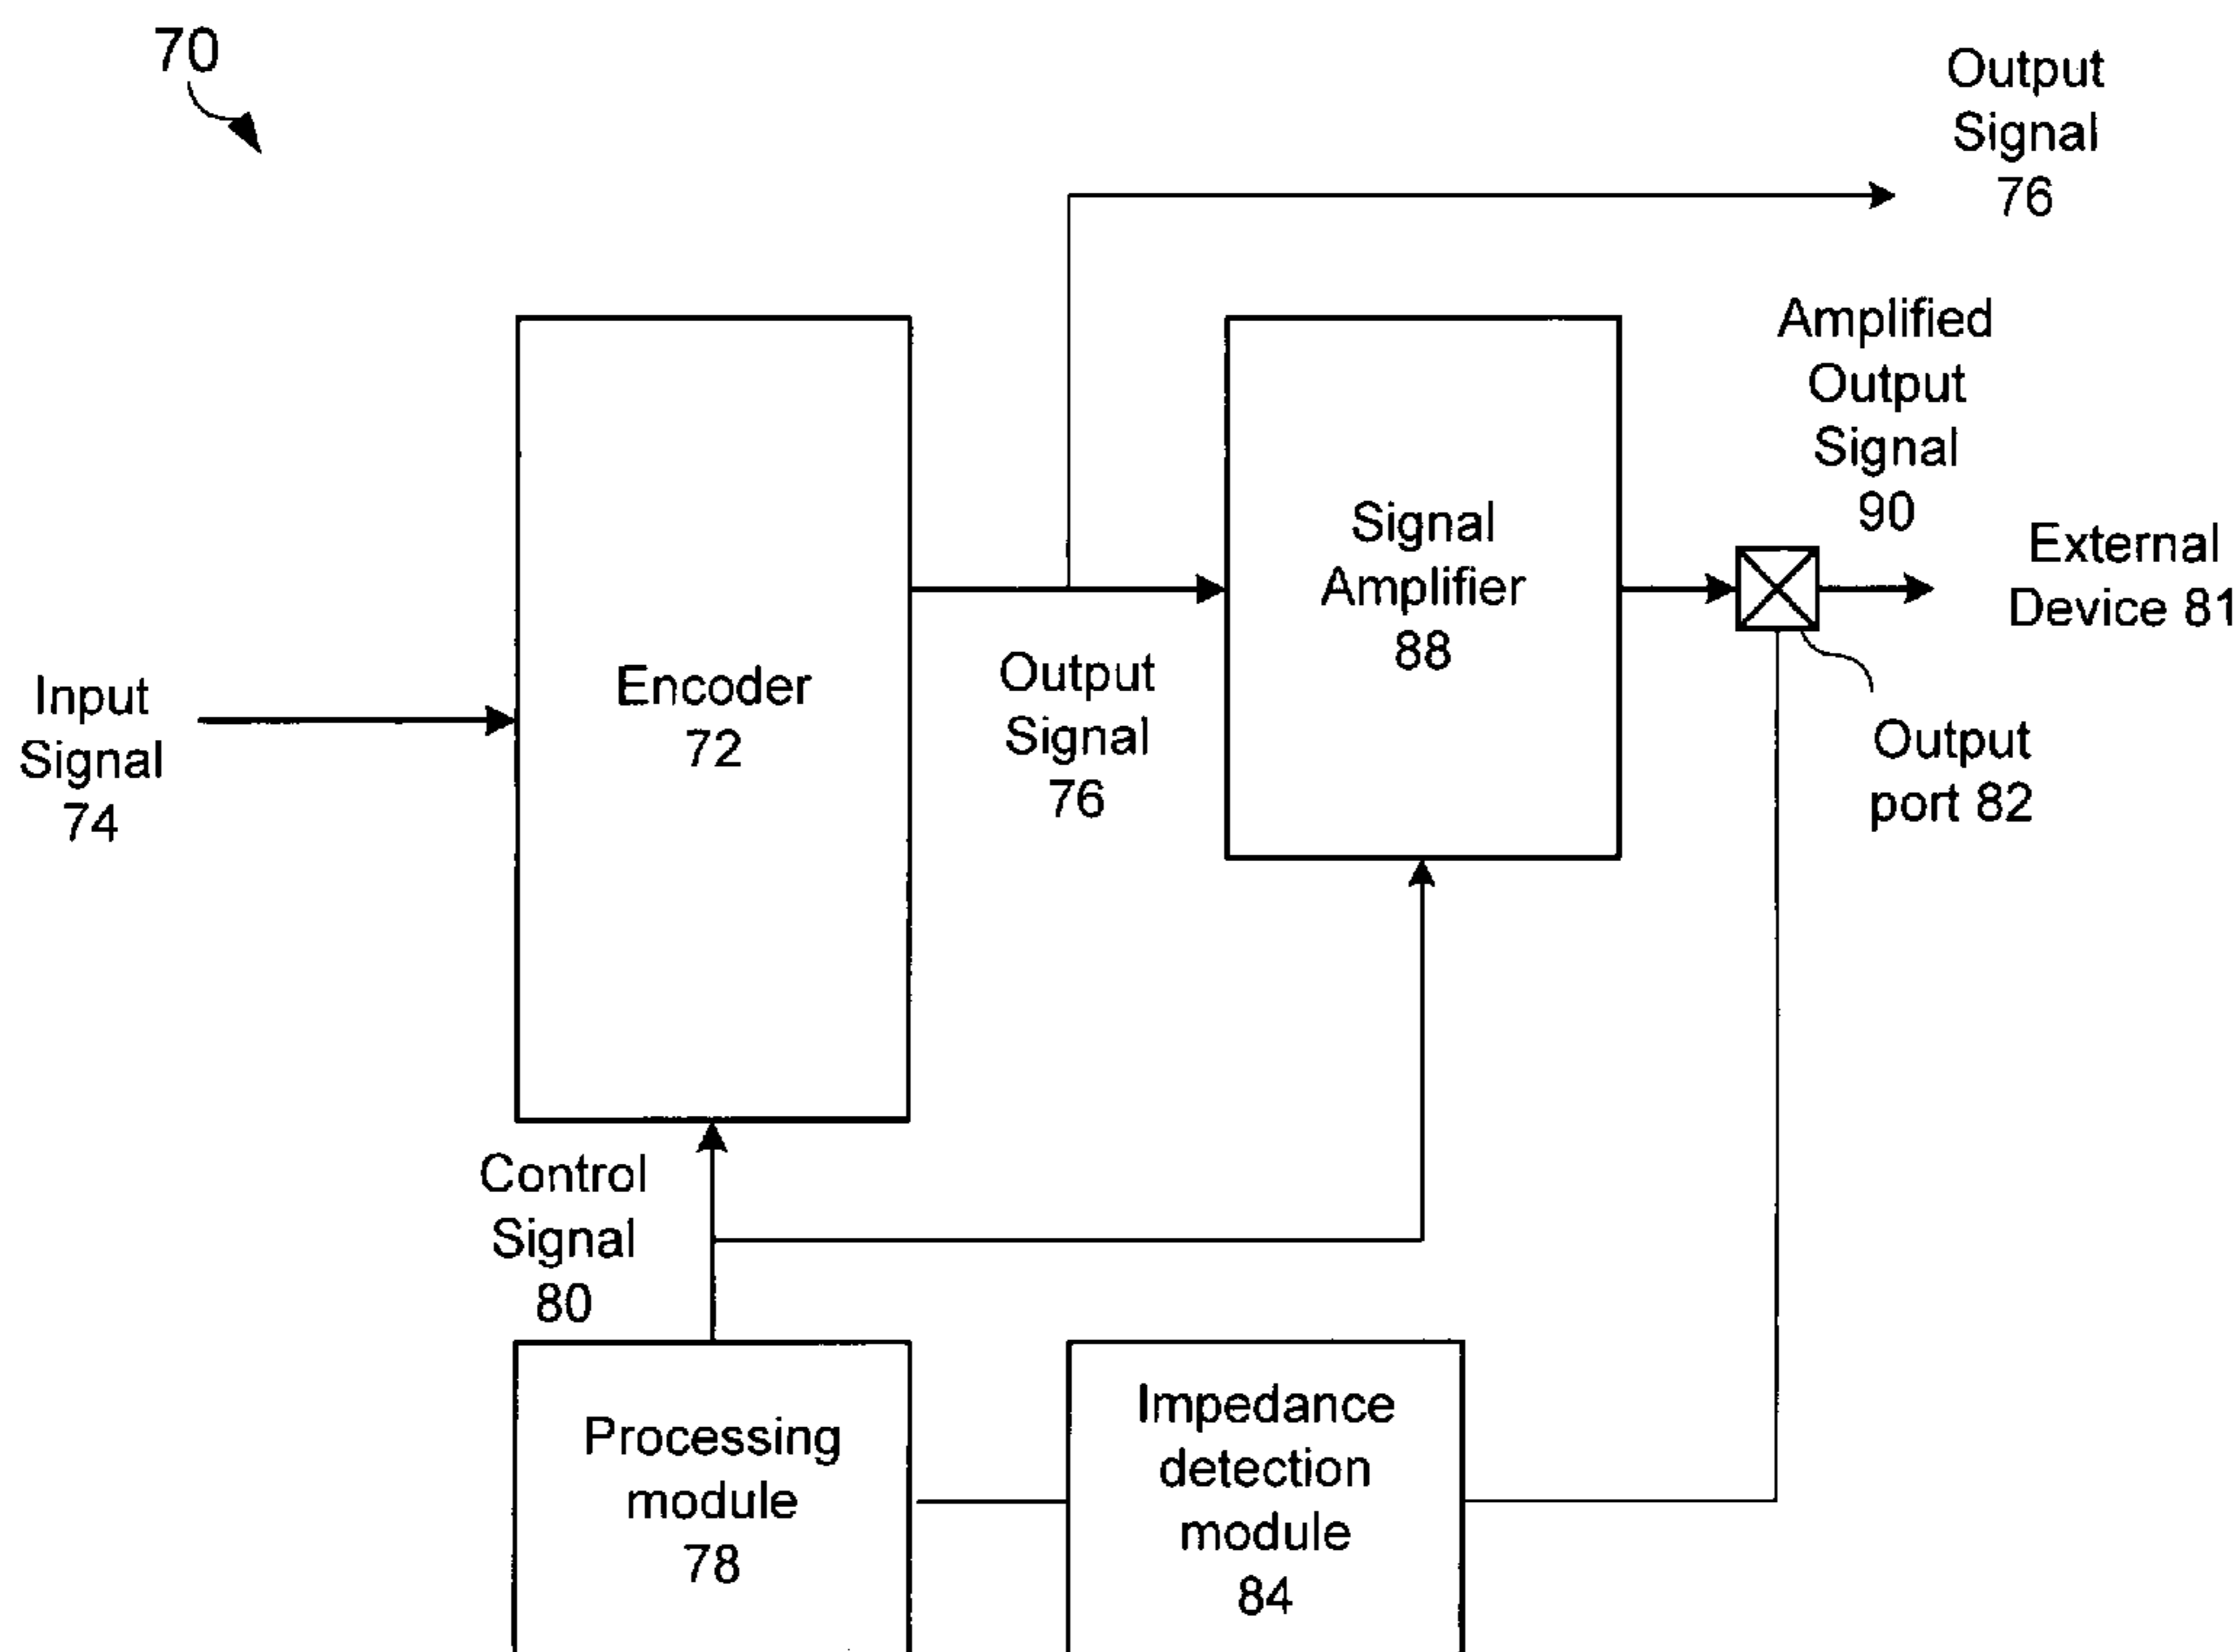 70
Output
Signal
76
Amplified
Output
Signal
90
External
Device 81
Signal
Amplifier
88
Encoder
72
Output
Signal
76
Input
Signal
74
Output
port 82
Control
Signal
80
Processing
module
78
Impedance
detection
module
84